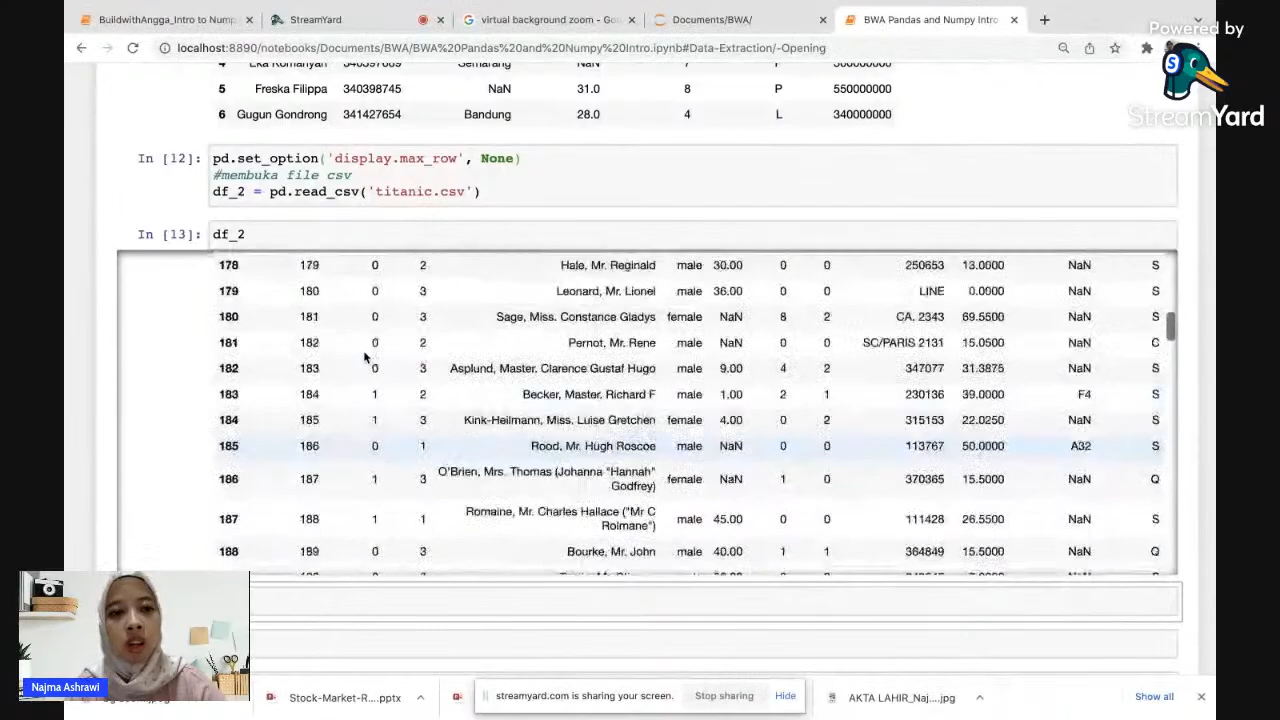 BuildwithAngga_Intro to Nump
StreamYard
virtual background zoom - Goo
Documents/BWA/
BWA Pandas and Numpy Intro
Powered by
StreamYard
localhost:8890/notebooks/Documents/BWA/BWA%20Pandas%20and%20Numpy%20Intro.ipynb#Data-Extraction/-Opening
5 Freska Filippa 340398745 NaN 31.0 8 P 550000000
6 Gugun Gondrong 341427654 Bandung 28.0 4 L 340000000
In [12]: pd.set_option('display.max_row', None)
#membuka file csv
df_2 = pd.read_csv('titanic.csv')
In [13]: df_2
178 179 0 2 Hale, Mr. Reginald male 30.00 0 0 250653 13.0000 NaN S
179 180 0 3 Leonard, Mr. Lionel male 36.00 0 0 LINE 0.0000 NaN S
180 181 0 3 Sage, Miss. Constance Gladys female NaN 8 2 CA. 2343 69.5500 NaN S
181 182 0 2 Pernot, Mr. Rene male NaN 0 0 SC/PARIS 2131 15.0500 NaN C
182 183 0 3 Asplund, Master. Clarence Gustaf Hugo male 9.00 4 2 347077 31.3875 NaN S
183 184 1 2 Becker, Master. Richard F male 1.00 2 1 230136 39.0000 F4 S
184 185 1 3 Kink-Heilmann, Miss. Luise Gretchen female 4.00 0 2 315153 22.0250 NaN S
185 186 0 1 Rood, Mr. Hugh Roscoe male NaN 0 0 113767 50.0000 A32 S
186 187 1 3 O'Brien, Mrs. Thomas (Johanna "Hannah" female NaN 1 0 370365 15.5000 NaN Q
Godfrey)
187 188 1 1 Romaine, Mr. Charles Hallace ("Mr C male 45.00 0 0 111428 26.5500 NaN S
Rolmane")
188 189 0 3 Bourke, Mr. John male 40.00 1 1 364849 15.5000 NaN Q
Najma Ashrawi
Stock-Market-R....pptx
streamyard.com is sharing your screen.
Stop sharing
Hide
AKTA LAHIR_Naj....jpg
Show all